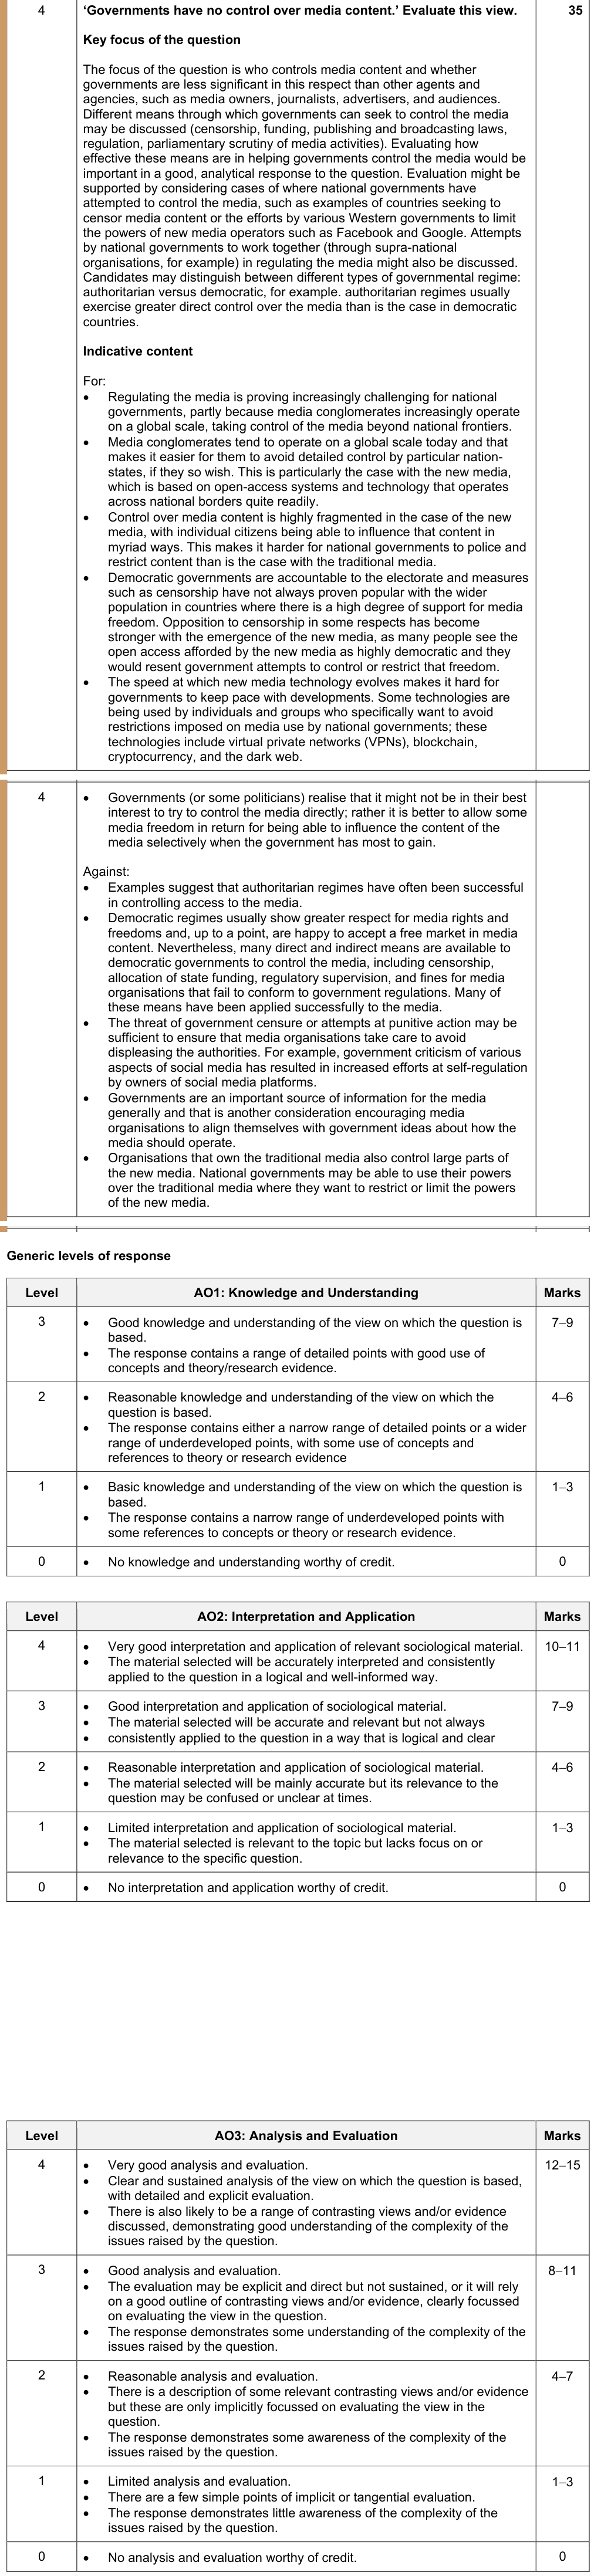 4
‘Governments have no control over media content.’ Evaluate this view.
35
Key focus of the question
The focus of the question is who controls media content and whether
governments are less significant in this respect than other agents and
agencies, such as media owners, journalists, advertisers, and audiences.
Different means through which governments can seek to control the media
may be discussed (censorship, funding, publishing and broadcasting laws,
regulation, parliamentary scrutiny of media activities). Evaluating how
effective these means are in helping governments control the media would be
important in a good, analytical response to the question. Evaluation might be
supported by considering cases of where national governments have
attempted to control the media, such as examples of countries seeking to
censor media content or the efforts by various Western governments to limit
the powers of new media operators such as Facebook and Google. Attempts
by national governments to work together (through supra-national
organisations, for example) in regulating the media might also be discussed.
Candidates may distinguish between different types of governmental regime:
authoritarian versus democratic, for example. authoritarian regimes usually
exercise greater direct control over the media than is the case in democratic
countries.
Indicative content
For:
• Regulating the media is proving increasingly challenging for national
governments, partly because media conglomerates increasingly operate
on a global scale, taking control of the media beyond national frontiers.
• Media conglomerates tend to operate on a global scale today and that
makes it easier for them to avoid detailed control by particular nation-
states, if they so wish. This is particularly the case with the new media,
which is based on open-access systems and technology that operates
across national borders quite readily.
• Control over media content is highly fragmented in the case of the new
media, with individual citizens being able to influence that content in
myriad ways. This makes it harder for national governments to police and
restrict content than is the case with the traditional media.
• Democratic governments are accountable to the electorate and measures
such as censorship have not always proven popular with the wider
population in countries where there is a high degree of support for media
freedom. Opposition to censorship in some respects has become
stronger with the emergence of the new media, as many people see the
open access afforded by the new media as highly democratic and they
would resent government attempts to control or restrict that freedom.
• The speed at which new media technology evolves makes it hard for
governments to keep pace with developments. Some technologies are
being used by individuals and groups who specifically want to avoid
restrictions imposed on media use by national governments; these
technologies include virtual private networks (VPNs), blockchain,
cryptocurrency, and the dark web.
4
• Governments (or some politicians) realise that it might not be in their best
interest to try to control the media directly; rather it is better to allow some
media freedom in return for being able to influence the content of the
media selectively when the government has most to gain.
Against:
• Examples suggest that authoritarian regimes have often been successful
in controlling access to the media.
• Democratic regimes usually show greater respect for media rights and
freedoms and, up to a point, are happy to accept a free market in media
content. Nevertheless, many direct and indirect means are available to
democratic governments to control the media, including censorship,
allocation of state funding, regulatory supervision, and fines for media
organisations that fail to conform to government regulations. Many of
these means have been applied successfully to the media.
• The threat of government censure or attempts at punitive action may be
sufficient to ensure that media organisations take care to avoid
displeasing the authorities. For example, government criticism of various
aspects of social media has resulted in increased efforts at self-regulation
by owners of social media platforms.
• Governments are an important source of information for the media
generally and that is another consideration encouraging media
organisations to align themselves with government ideas about how the
media should operate.
• Organisations that own the traditional media also control large parts of
the new media. National governments may be able to use their powers
over the traditional media where they want to restrict or limit the powers
of the new media.
Generic levels of response
Level AO1: Knowledge and Understanding Marks
3 • Good knowledge and understanding of the view on which the question is 7–9
based.
• The response contains a range of detailed points with good use of
concepts and theory/research evidence.
2 • Reasonable knowledge and understanding of the view on which the 4–6
question is based.
• The response contains either a narrow range of detailed points or a wider
range of underdeveloped points, with some use of concepts and
references to theory or research evidence
1 • Basic knowledge and understanding of the view on which the question is 1–3
based.
• The response contains a narrow range of underdeveloped points with
some references to concepts or theory or research evidence.
0 • No knowledge and understanding worthy of credit. 0
Level AO2: Interpretation and Application Marks
4 • Very good interpretation and application of relevant sociological material. 10–11
• The material selected will be accurately interpreted and consistently
applied to the question in a logical and well-informed way.
3 • Good interpretation and application of sociological material. 7–9
• The material selected will be accurate and relevant but not always
• consistently applied to the question in a way that is logical and clear
2 • Reasonable interpretation and application of sociological material. 4–6
• The material selected will be mainly accurate but its relevance to the
question may be confused or unclear at times.
1 • Limited interpretation and application of sociological material. 1–3
• The material selected is relevant to the topic but lacks focus on or
relevance to the specific question.
0 • No interpretation and application worthy of credit. 0
Level AO3: Analysis and Evaluation Marks
4 • Very good analysis and evaluation. 12–15
• Clear and sustained analysis of the view on which the question is based,
with detailed and explicit evaluation.
• There is also likely to be a range of contrasting views and/or evidence
discussed, demonstrating good understanding of the complexity of the
issues raised by the question.
3 • Good analysis and evaluation. 8–11
• The evaluation may be explicit and direct but not sustained, or it will rely
on a good outline of contrasting views and/or evidence, clearly focussed
on evaluating the view in the question.
• The response demonstrates some understanding of the complexity of the
issues raised by the question.
2 • Reasonable analysis and evaluation. 4–7
• There is a description of some relevant contrasting views and/or evidence
but these are only implicitly focussed on evaluating the view in the
question.
• The response demonstrates some awareness of the complexity of the
issues raised by the question.
1 • Limited analysis and evaluation. 1–3
• There are a few simple points of implicit or tangential evaluation.
• The response demonstrates little awareness of the complexity of the
issues raised by the question.
0 • No analysis and evaluation worthy of credit. 0